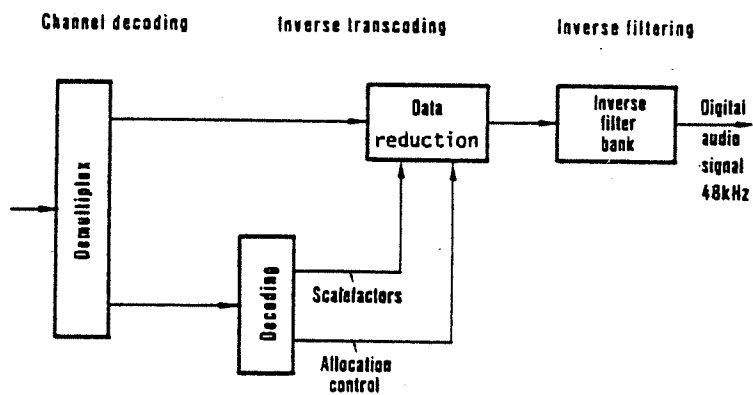 Channel decoding
Inverse transcoding
Inverse filtering
Demultiplex
Data
reduction
Inverse
filter
bank
Digital
audio
signal
48kHz
Decoding
Scalefactors
Allocation
control